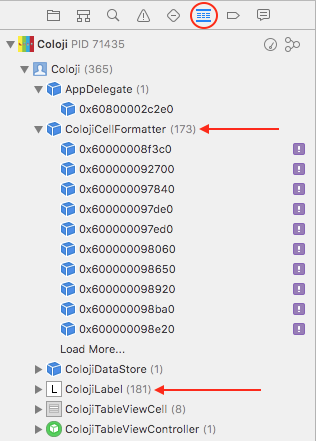 Coloji PID 71435
Coloji (365)
AppDelegate (1)
0x60800002c2e0
ColojiCellFormatter (173)
0x60000008f3c0
0x600000092700
0x600000097840
0x600000097de0
0x600000097ed0
0x600000098060
0x600000098650
0x600000098920
0x600000098ba0
0x600000098e20
Load More...
ColojiDataStore (1)
L ColojiLabel (181)
ColojiTableViewCell (8)
ColojiTableViewController (1)